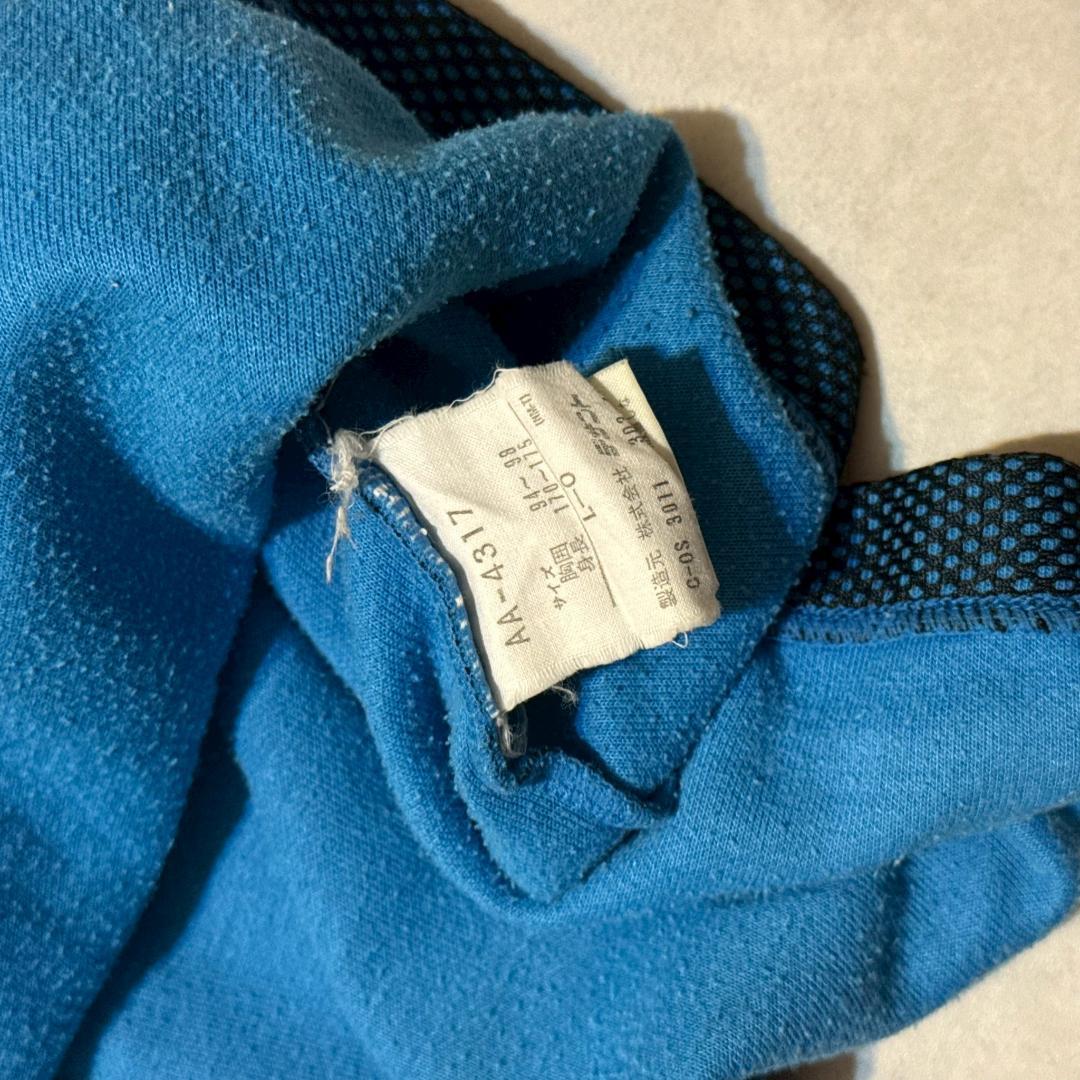 AA-4317
サイズ
胸囲 94～98
身長 170～175
L-O
製造元 株式会社 デサント
C-OS 3011